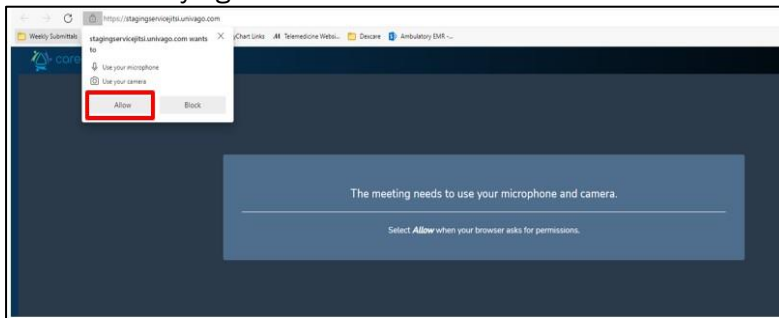 https://stagingservicejitsi.univago.com
Weekly Submittals
yChart Links
Telemedicine Websi...
Dexcare
Ambulatory EMR -...
care
stagingservicejitsi.univago.com wants
to
Use your microphone
Use your camera
Allow
Block
The meeting needs to use your microphone and camera.
Select Allow when your browser asks for permissions.